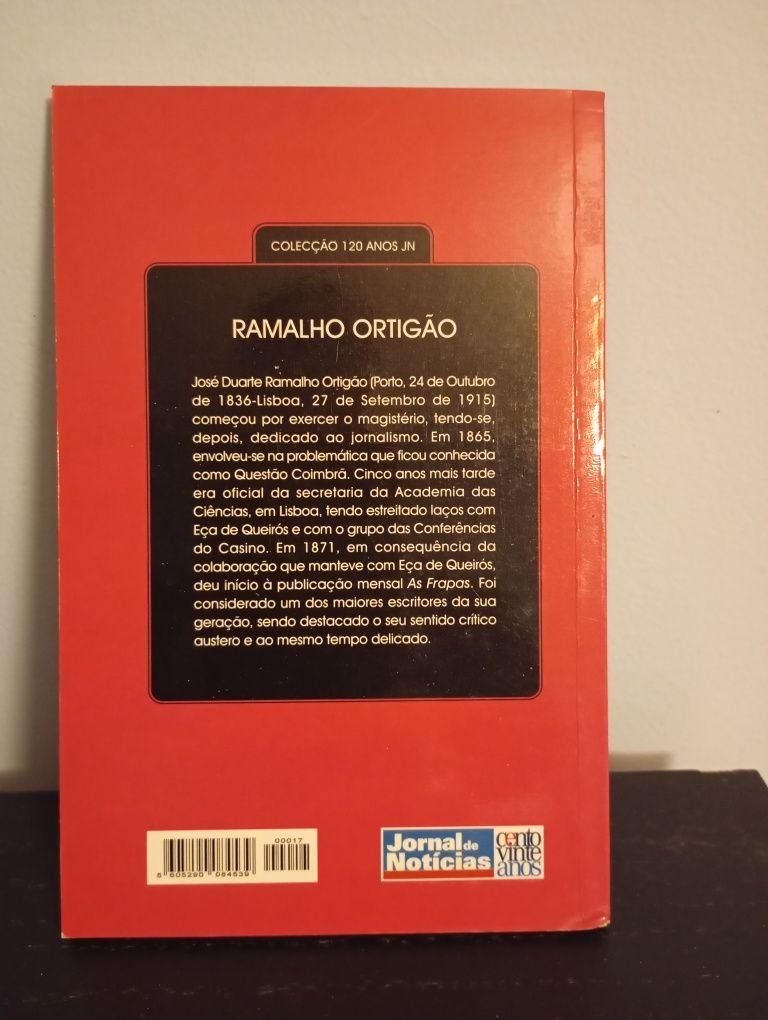 COLECÇÃO 120 ANOS JN
RAMALHO ORTIGÃO
José Duarte Ramalho Ortigão (Porto, 24 de Outubro
de 1836-Lisboa, 27 de Setembro de 1915)
começou por exercer o magistério, tendo-se,
depois, dedicado ao jornalismo. Em 1865,
envolveu-se na problemática que ficou conhecida
como Questão Coimbrã. Cinco anos mais tarde
era oficial da secretaria da Academia das
Ciências, em Lisboa, tendo estreitado laços com
Eça de Queirós e com o grupo das Conferências
do Casino. Em 1871, em consequência da
colaboração que manteve com Eça de Queirós,
deu início à publicação mensal As Frapas. Foi
considerado um dos maiores escritores da sua
geração, sendo destacado o seu sentido crítico
austero e ao mesmo tempo delicado.
00017
5 605290 084539
Jornal de
Notícias
cento
vinte
anos